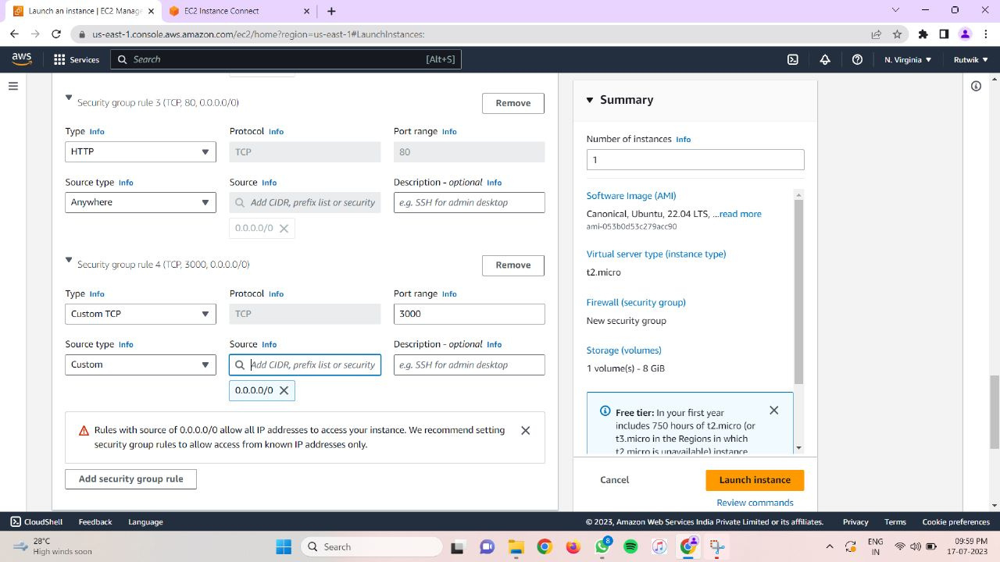 Launch an instance | EC2 Manage
EC2 Instance Connect
us-east-1.console.aws.amazon.com/ec2/home?region=us-east-1#LaunchInstances:
aws
Services
Search
[Alt+S]
N. Virginia
Rutwik
Security group rule 3 (TCP, 80, 0.0.0.0/0)
Remove
Type Info
Protocol Info
Port range Info
HTTP
TCP
80
Source type Info
Source Info
Description - optional Info
Anywhere
Add CIDR, prefix list or security
e.g. SSH for admin desktop
0.0.0.0/0
Security group rule 4 (TCP, 3000, 0.0.0.0/0)
Remove
Type Info
Protocol Info
Port range Info
Custom TCP
TCP
3000
Source type Info
Source Info
Description - optional Info
Custom
Add CIDR, prefix list or security
e.g. SSH for admin desktop
0.0.0.0/0
Rules with source of 0.0.0.0/0 allow all IP addresses to access your instance. We recommend setting
security group rules to allow access from known IP addresses only.
Add security group rule
Summary
Number of instances Info
1
Software Image (AMI)
Canonical, Ubuntu, 22.04 LTS, ...read more
ami-053b0d53c279acc90
Virtual server type (instance type)
t2.micro
Firewall (security group)
New security group
Storage (volumes)
1 volume(s) - 8 GiB
Free tier: In your first year
includes 750 hours of t2.micro (or
t3.micro in the Regions in which
t2.micro is unavailable) instance
Cancel
Launch instance
Review commands
CloudShell
Feedback
Language
© 2023, Amazon Web Services India Private Limited or its affiliates.
Privacy
Terms
Cookie preferences
28°C
High winds soon
Search
8
ENG
IN
09:59 PM
17-07-2023